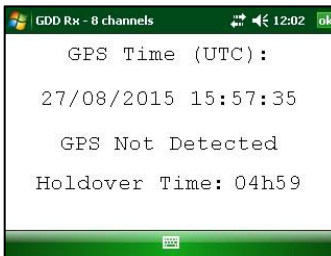 GDD Rx - 8 channels 12:02 ok
GPS Time (UTC):
27/08/2015 15:57:35
GPS Not Detected
Holdover Time: 04h59